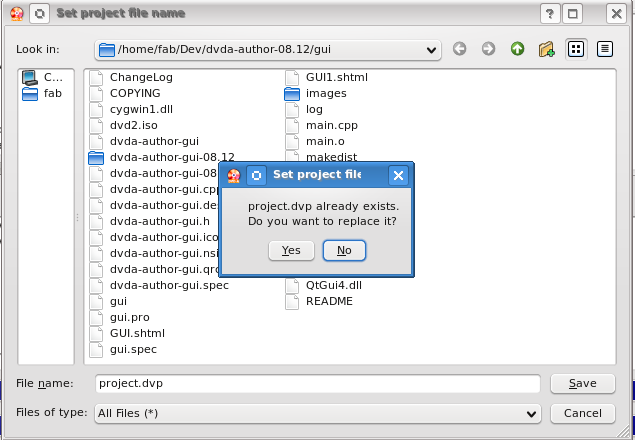 Set project file name
Look in:
/home/fab/Dev/dvda-author-08.12/gui
C...
fab
ChangeLog
COPYING
cygwin1.dll
dvd2.iso
dvda-author-gui
dvda-author-gui-08.12
dvda-author-gui-08
dvda-author-gui.cp
dvda-author-gui.de
dvda-author-gui.h
dvda-author-gui.ico
dvda-author-gui.nsi
dvda-author-gui.qrc
dvda-author-gui.spec
gui
gui.pro
GUI.shtml
gui.spec
GUI1.shtml
images
log
main.cpp
main.o
makedist
QtGui4.dll
README
Set project file
project.dvp already exists.
Do you want to replace it?
Yes
No
File name:
project.dvp
Save
Files of type:
All Files (*)
Cancel